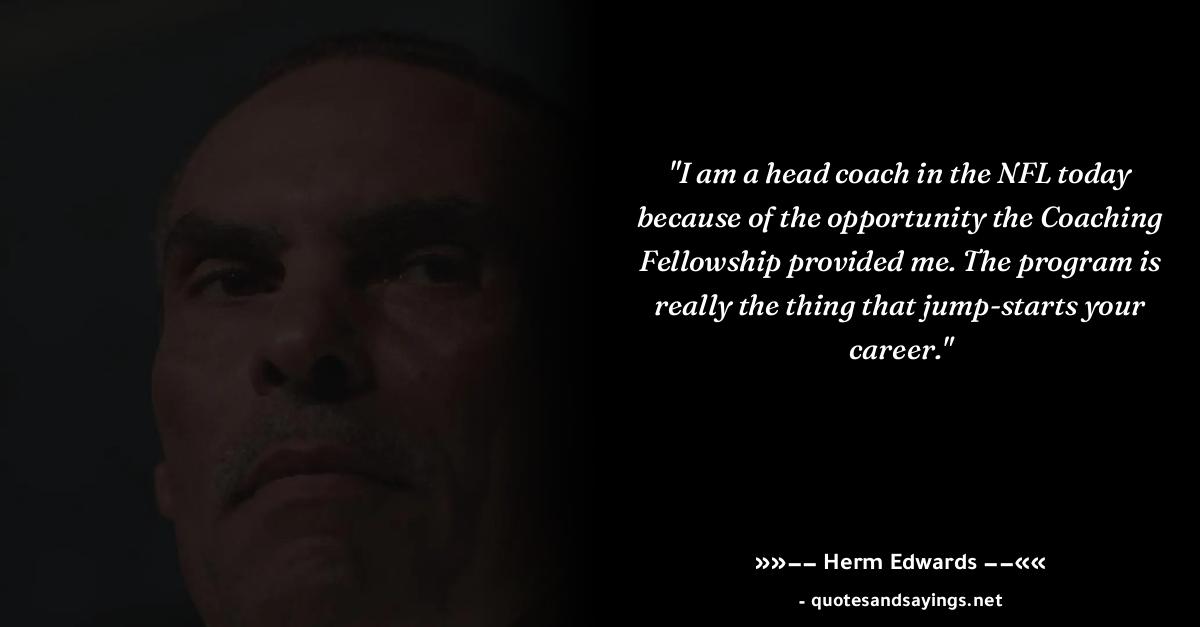 "I am a head coach in the NFL today
because of the opportunity the Coaching
Fellowship provided me. The program is
really the thing that jump-starts your
career."
»»–– Herm Edwards ––««
- quotesandsayings.net